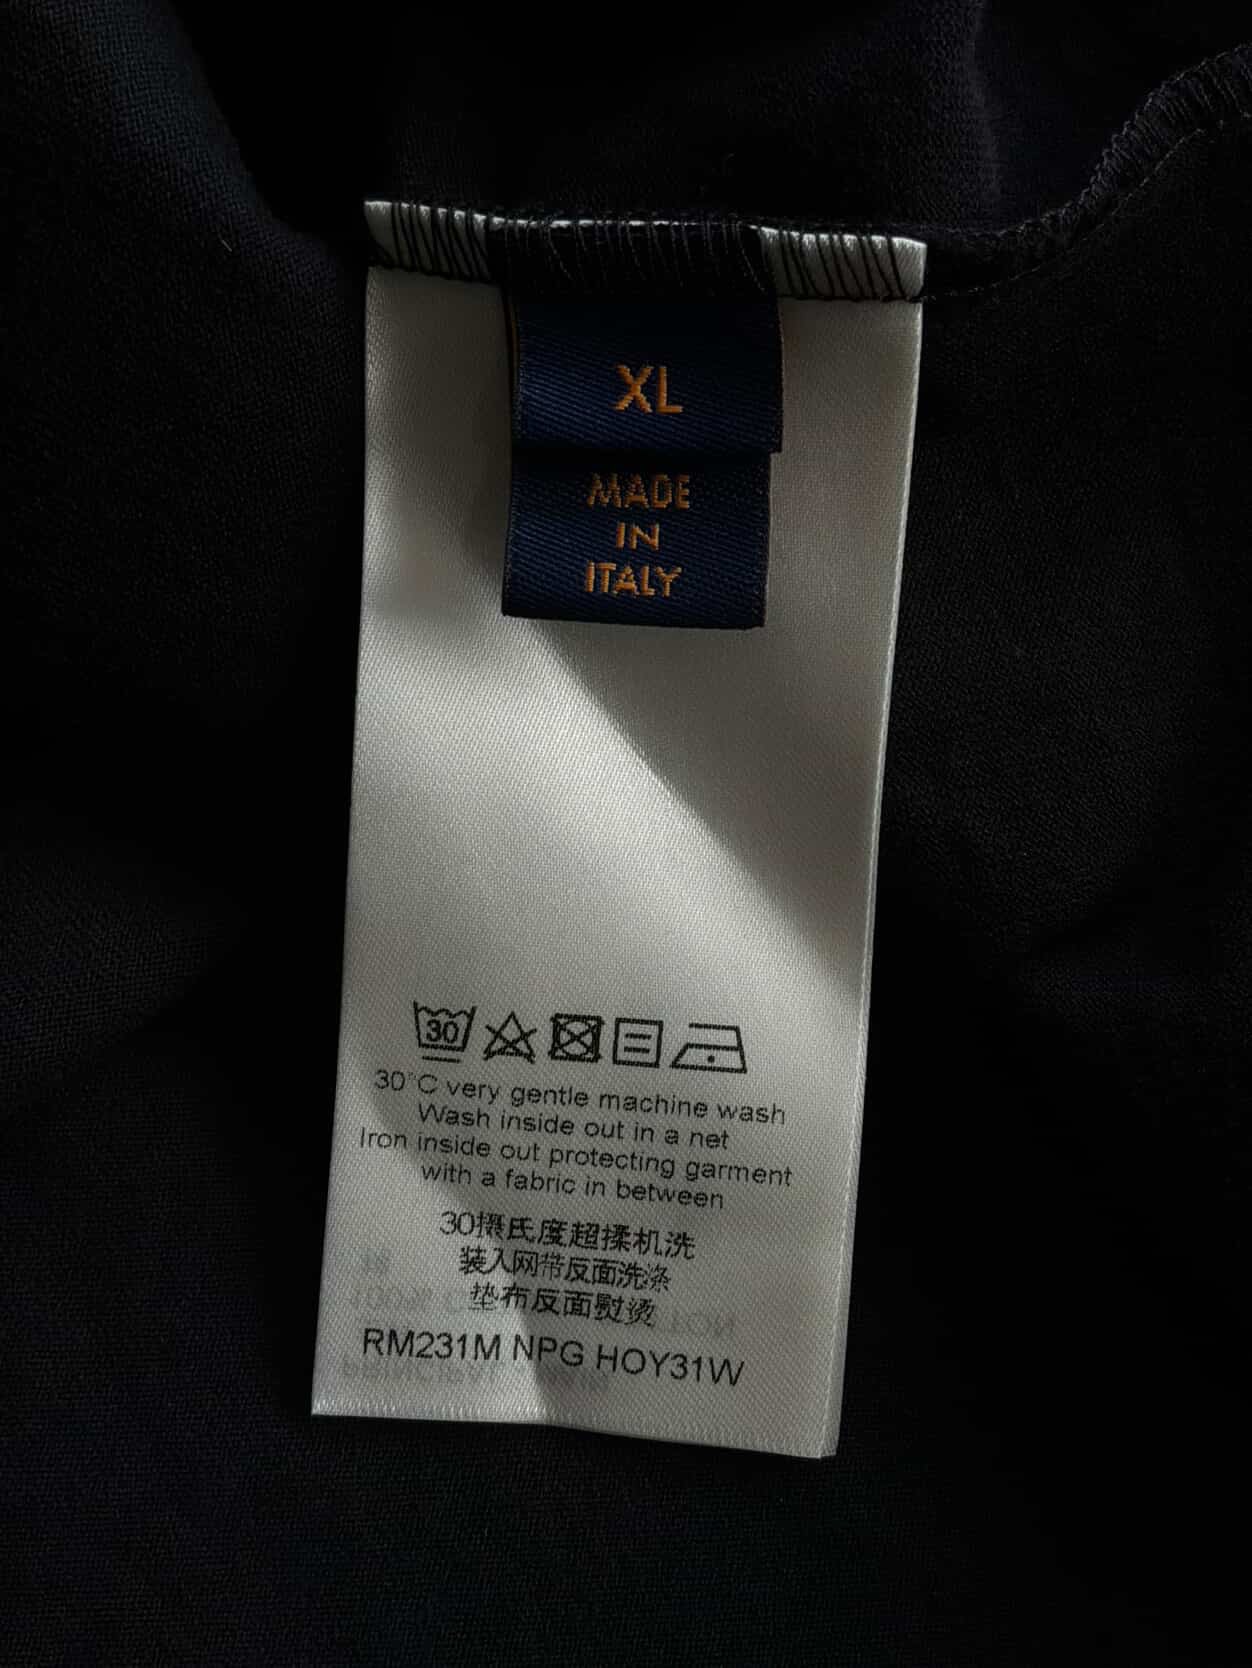 XL
MADE
IN
ITALY
30
30°C very gentle machine wash
Wash inside out in a net
Iron inside out protecting garment
with a fabric in between
30摄氏度超揉机洗
装入网带反面洗涤
垫布反面熨烫
RM231M NPG HOY31W